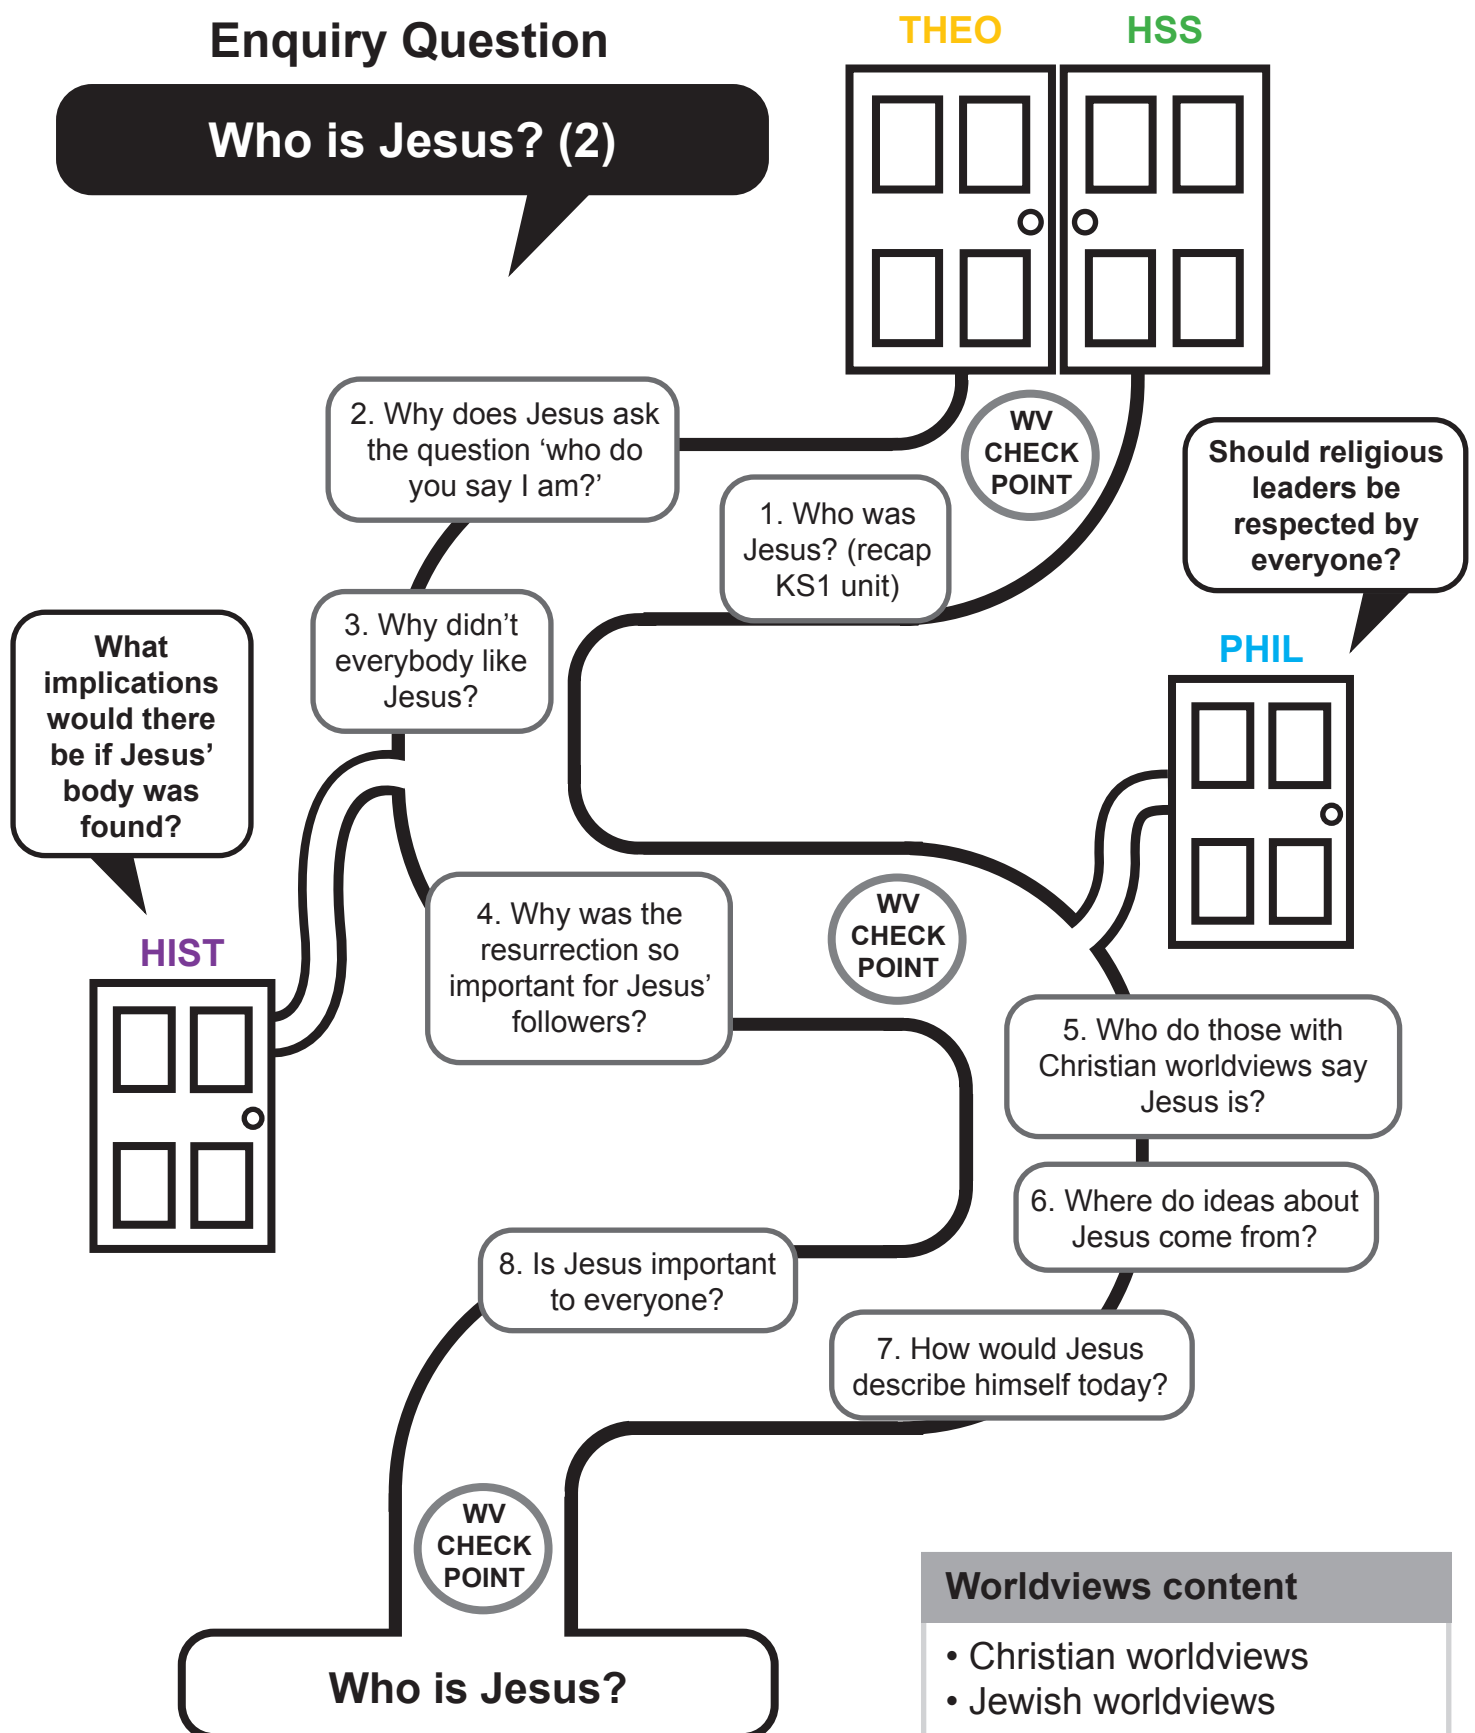 Enquiry Question
Who is Jesus? (2)
THEO
HSS
WV
CHECK
POINT
1. Who was
Jesus? (recap
KS1 unit)
2. Why does Jesus ask
the question ‘who do
you say I am?’
Should religious
leaders be
respected by
everyone?
PHIL
3. Why didn’t
everybody like
Jesus?
What
implications
would there
be if Jesus’
body was
found?
HIST
4. Why was the
resurrection so
important for Jesus’
followers?
WV
CHECK
POINT
5. Who do those with
Christian worldviews say
Jesus is?
6. Where do ideas about
Jesus come from?
7. How would Jesus
describe himself today?
8. Is Jesus important
to everyone?
WV
CHECK
POINT
Who is Jesus?
Worldviews content
• Christian worldviews
• Jewish worldviews